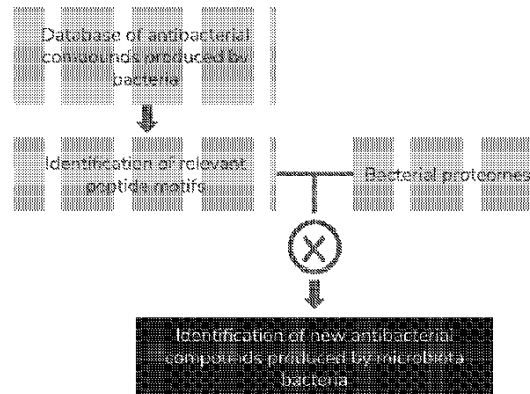 Database of antibacterial
compounds produced by
bacteria
Identification of relevant
peptide motifs
Bacterial proteomes
X
Identification of new antibacterial
compounds produced by microbiota
bacteria